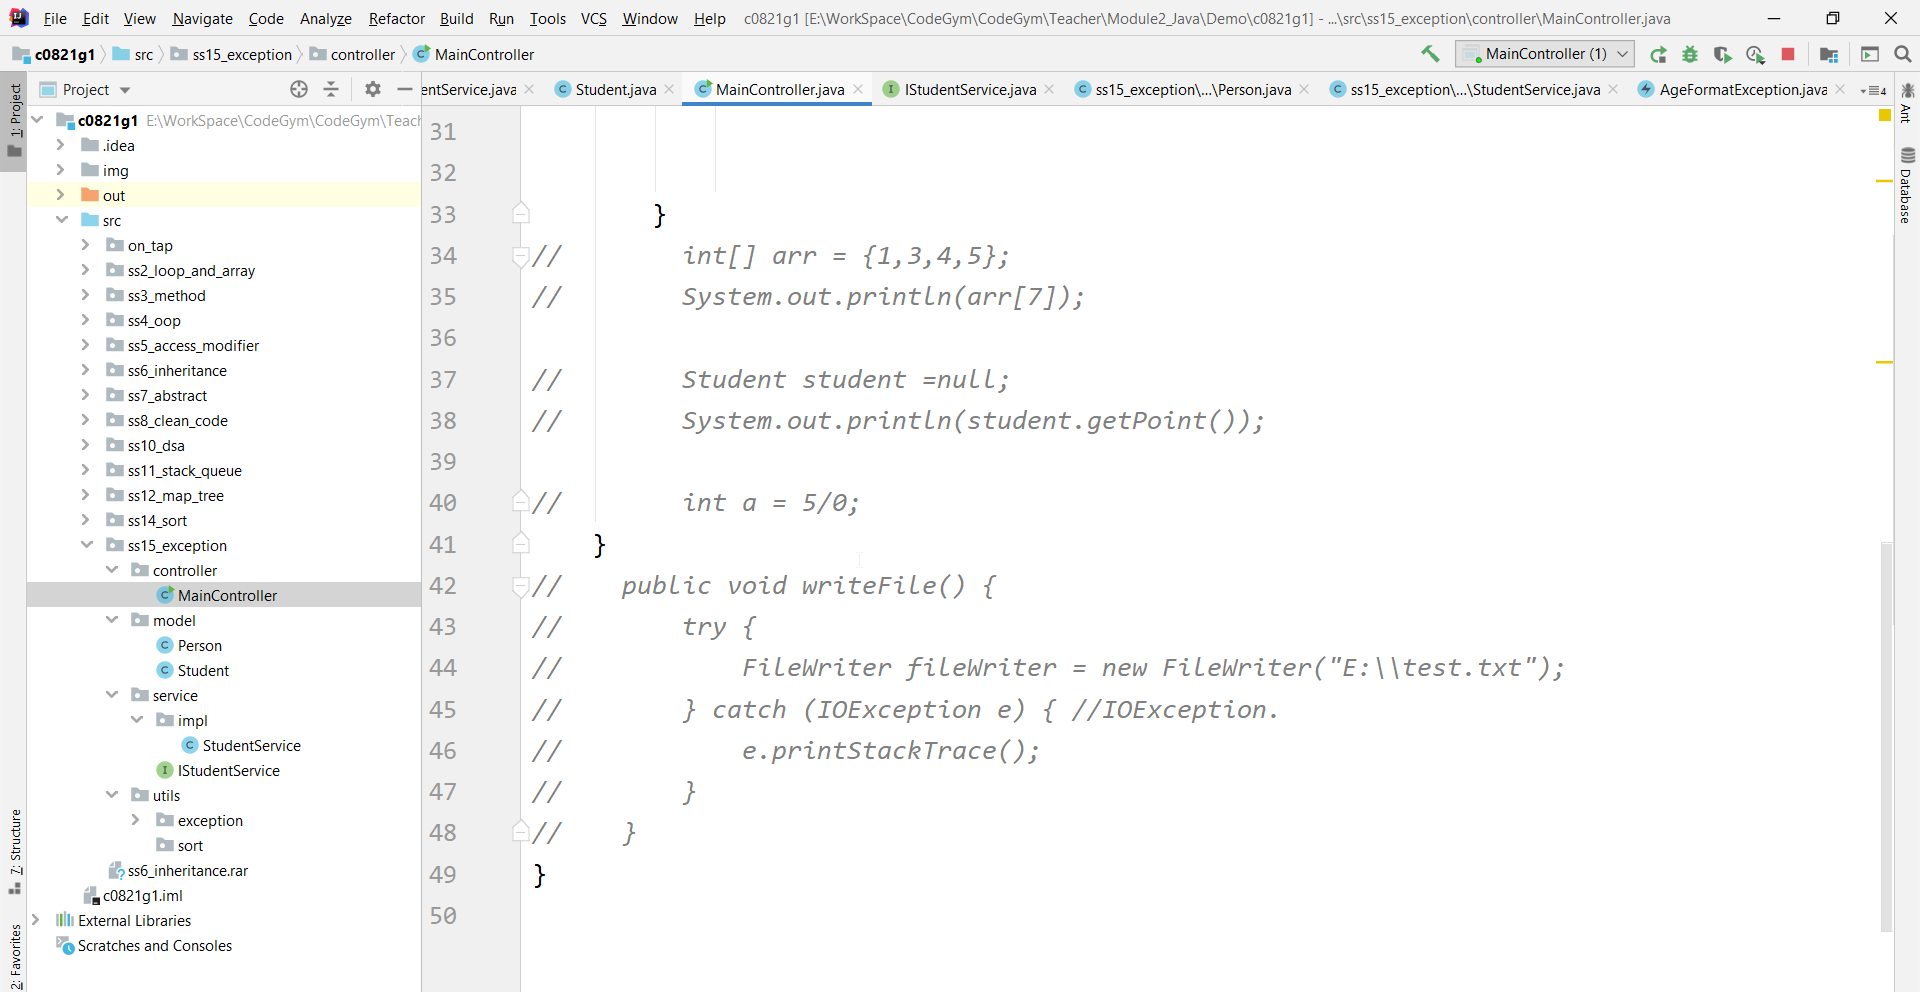 File Edit View Navigate Code Analyze Refactor Build Run Tools VCS Window Help c0821g1 [E:\WorkSpace\CodeGym\CodeGym\Teacher\Module2_Java\Demo\c0821g1] - ...\src\ss15_exception\controller\MainController.java
c0821g1 src ss15_exception controller MainController MainController (1)
Project entService.java Student.java MainController.java IStudentService.java ss15_exception\...\Person.java ss15_exception\...\StudentService.java AgeFormatException.java 4
1: Project
7: Structure
2: Favorites
c0821g1 E:\WorkSpace\CodeGym\CodeGym\Teach
.idea
img
out
src
on_tap
ss2_loop_and_array
ss3_method
ss4_oop
ss5_access_modifier
ss6_inheritance
ss7_abstract
ss8_clean_code
ss10_dsa
ss11_stack_queue
ss12_map_tree
ss14_sort
ss15_exception
controller
MainController
model
Person
Student
service
impl
StudentService
IStudentService
utils
exception
sort
ss6_inheritance.rar
c0821g1.iml
External Libraries
Scratches and Consoles
31
32
33 }
34 // int[] arr = {1,3,4,5};
35 // System.out.println(arr[7]);
36
37 // Student student =null;
38 // System.out.println(student.getPoint());
39
40 // int a = 5/0;
41 }
42 // public void writeFile() {
43 // try {
44 // FileWriter fileWriter = new FileWriter("E:\\test.txt");
45 // } catch (IOException e) { //IOException.
46 // e.printStackTrace();
47 // }
48 // }
49 }
50
Ant
Database